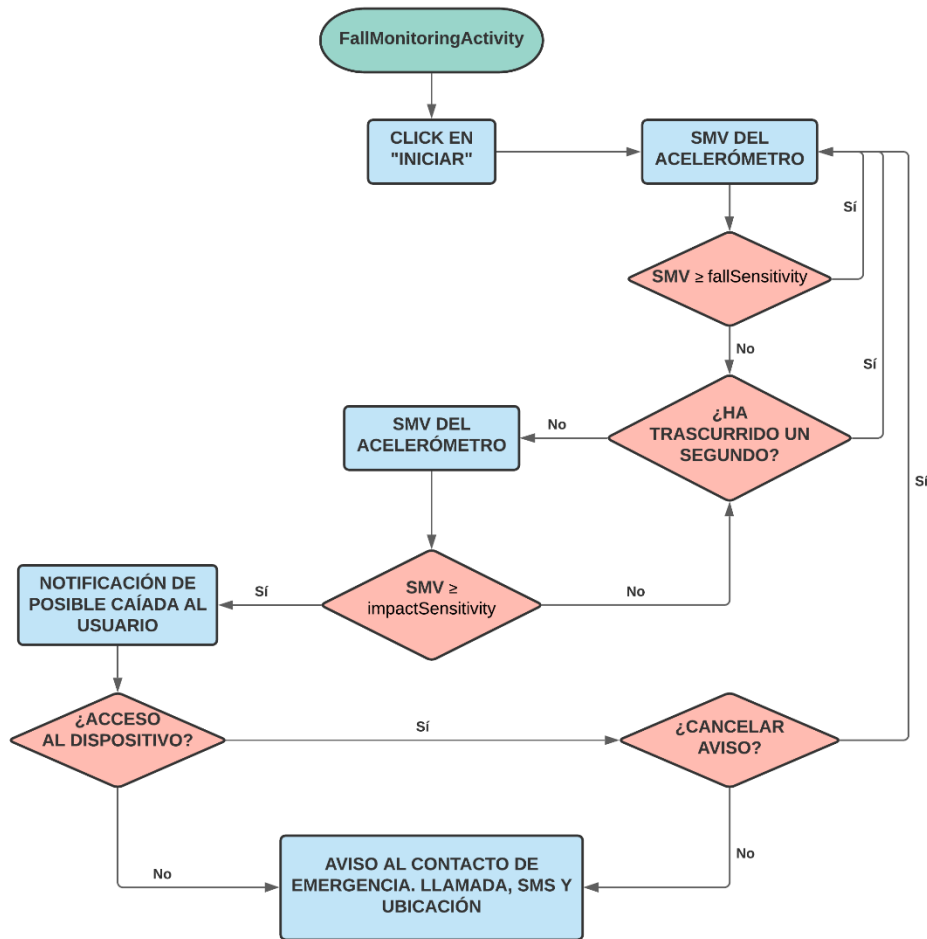 FallMonitoringActivity
CLICK EN
"INICIAR"
SMV DEL
ACELERÓMETRO
Sí
SMV ≥ fallSensitivity
No
Sí
¿HA
TRASCURRIDO UN
SEGUNDO?
No
SMV DEL
ACELERÓMETRO
Sí
SMV ≥
impactSensitivity
No
Sí
NOTIFICACIÓN DE
POSIBLE CAÍADA AL
USUARIO
¿ACCESO
AL DISPOSITIVO?
Sí
¿CANCELAR
AVISO?
No
No
AVISO AL CONTACTO DE
EMERGENCIA. LLAMADA, SMS Y
UBICACIÓN